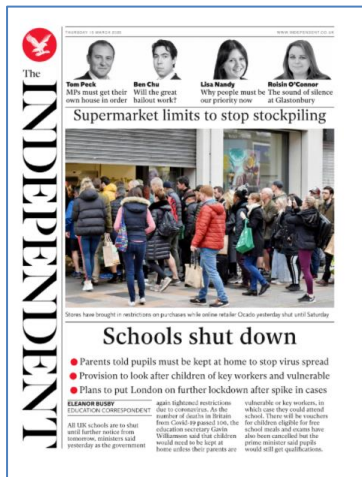 THURSDAY 19 MARCH 2020
WWW.INDEPENDENT.CO.UK
The
INDEPENDENT
Tom Peck
MPs must get their
own house in order
Ben Chu
Will the great
bailout work?
Lisa Nandy
Why people must be
our priority now
Roisin O'Connor
The sound of silence
at Glastonbury
Supermarket limits to stop stockpiling
Stores have brought in restrictions on purchases while online retailer Ocado yesterday shut until Saturday
Schools shut down
Parents told pupils must be kept at home to stop virus spread
Provision to look after children of key workers and vulnerable
Plans to put London on further lockdown after spike in cases
ELEANOR BUSBY
EDUCATION CORRESPONDENT
All UK schools are to shut
until further notice from
tomorrow, ministers said
yesterday as the government
again tightened restrictions
due to coronavirus. As the
number of deaths in Britain
from Covid-19 passed 100, the
education secretary Gavin
Williamson said that children
would need to be kept at
home unless their parents are
vulnerable or key workers, in
which case they could attend
school. There will be vouchers
for children eligible for free
school meals and exams have
also been cancelled but the
prime minister said pupils
would still get qualifications.